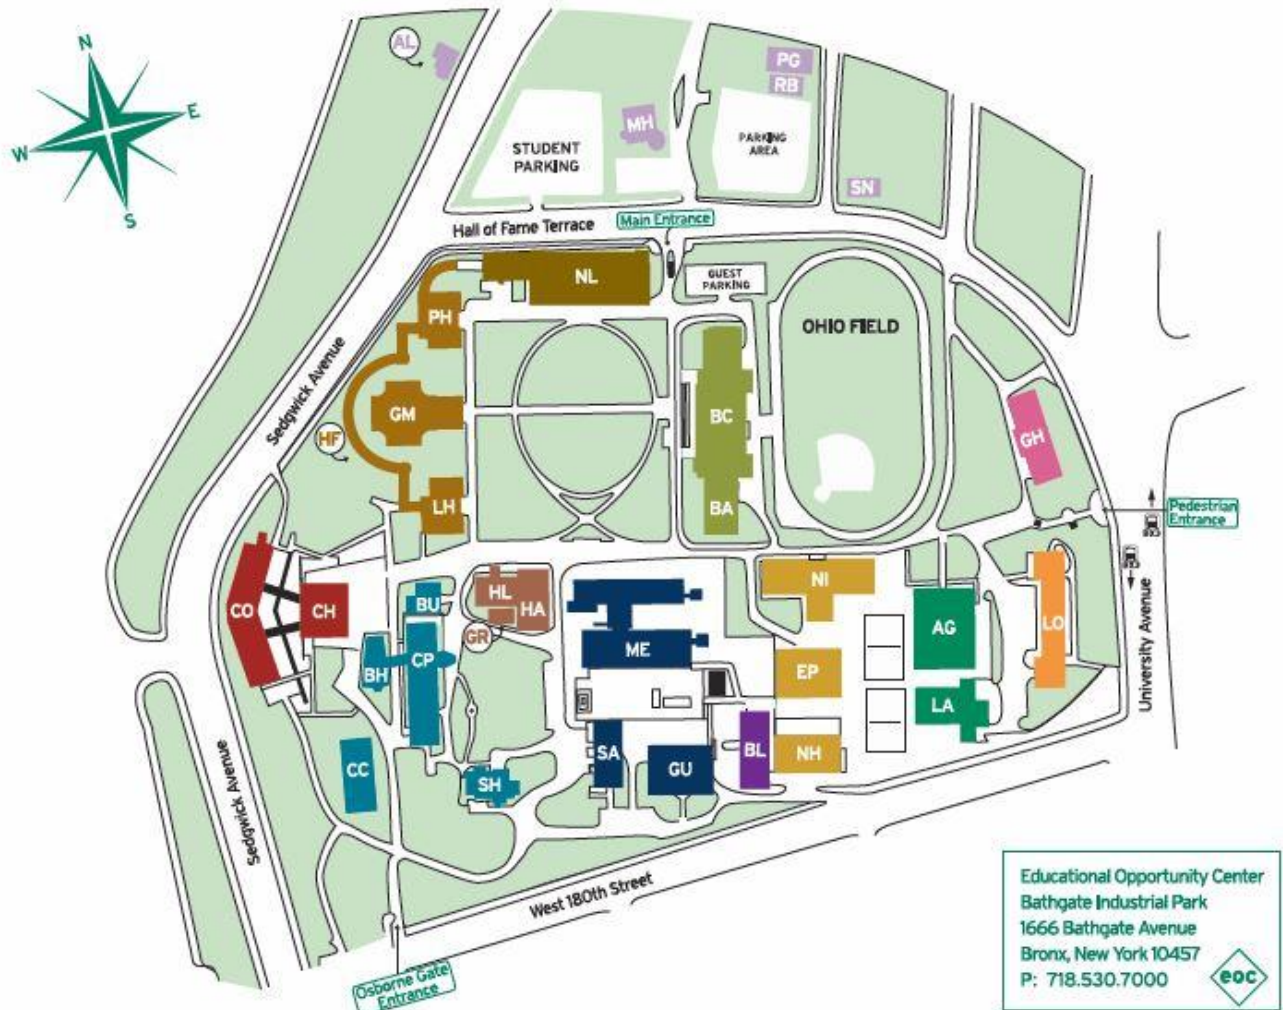 N
E
W
S
AL
PG
RB
MH
STUDENT
PARKING
PARKING
AREA
SN
Hall of Fame Terrace
Main Entrance
NL
GUEST
PARKING
PH
OHIO FIELD
Sedgwick Avenue
GM
BC
HF
GH
LH
BA
Pedestrian
Entrance
CO
CH
BU
HL
HA
GR
NI
AG
LO
University Avenue
BH
CP
ME
EP
LA
CC
SH
SA
GU
BL
NH
Sedgwick Avenue
West 180th Street
Osborne Gate
Entrance
Educational Opportunity Center
Bathgate Industrial Park
1666 Bathgate Avenue
Bronx, New York 10457
P: 718.530.7000
eoc